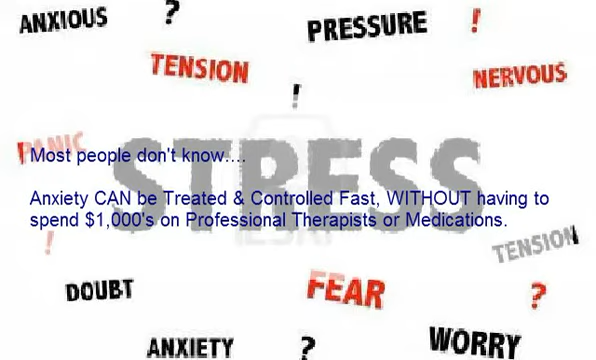 ANXIOUS ? PRESSURE !
TENSION NERVOUS
!
PANIC
STRESS
Most people don't know....
Anxiety CAN be Treated & Controlled Fast, WITHOUT having to
spend $1,000's on Professional Therapists or Medications.
! TENSION
DOUBT FEAR ?
ANXIETY ? WORRY